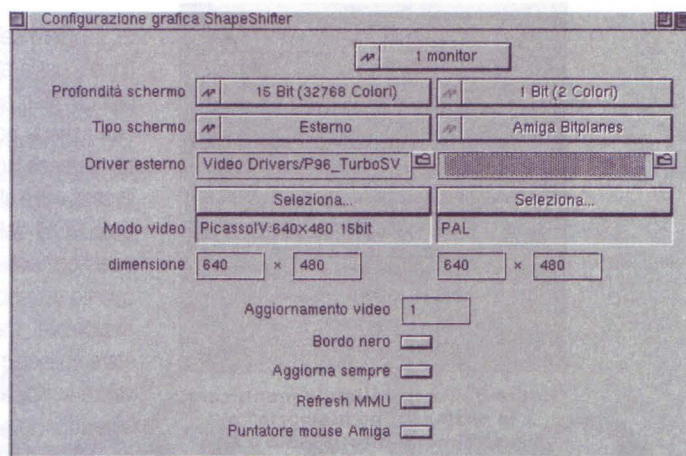 Configurazione grafica ShapeShifter
1 monitor
Profondità schermo 15 Bit (32768 Colori) 1 Bit (2 Colori)
Tipo schermo Esterno Amiga Bitplanes
Driver esterno Video Drivers/P96_TurboSV
Seleziona... Seleziona...
Modo video PicassoIV:640x480 15bit PAL
dimensione 640 × 480 640 × 480
Aggiornamento video 1
Bordo nero
Aggiorna sempre
Refresh MMU
Puntatore mouse Amiga